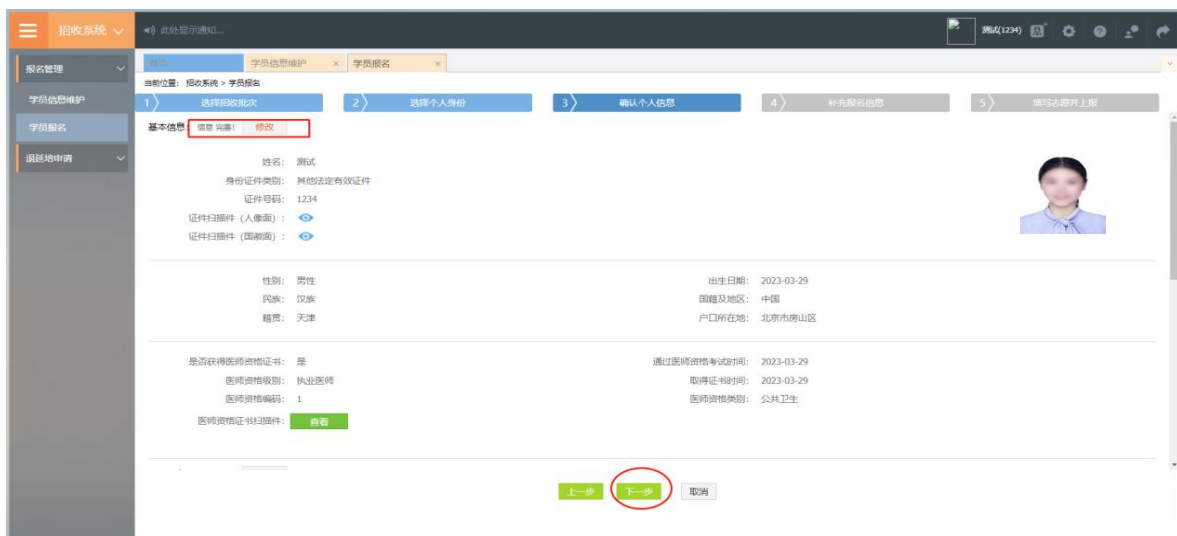 招收系统
此处显示通知...
测试(1234)
报名管理
学员信息维护
学员报名
退延培申请
首页
学员信息维护 ×
学员报名 ×
当前位置： 招收系统 > 学员报名
1 选择招收批次
2 选择个人身份
3 确认个人信息
4 补充报名信息
5 填写志愿并上报
基本信息: 信息 完善! 修改
姓名： 测试
身份证件类别： 其他法定有效证件
证件号码： 1234
证件扫描件（人像面）：
证件扫描件（国徽面）：
性别： 男性
出生日期： 2023-03-29
民族： 汉族
国籍及地区： 中国
籍贯： 天津
户口所在地： 北京市房山区
是否获得医师资格证书： 是
通过医师资格考试时间： 2023-03-29
医师资格级别： 执业医师
取得证书时间： 2023-03-29
医师资格编码： 1
医师资格类别： 公共卫生
医师资格证书扫描件： 查看
上一步
下一步
取消